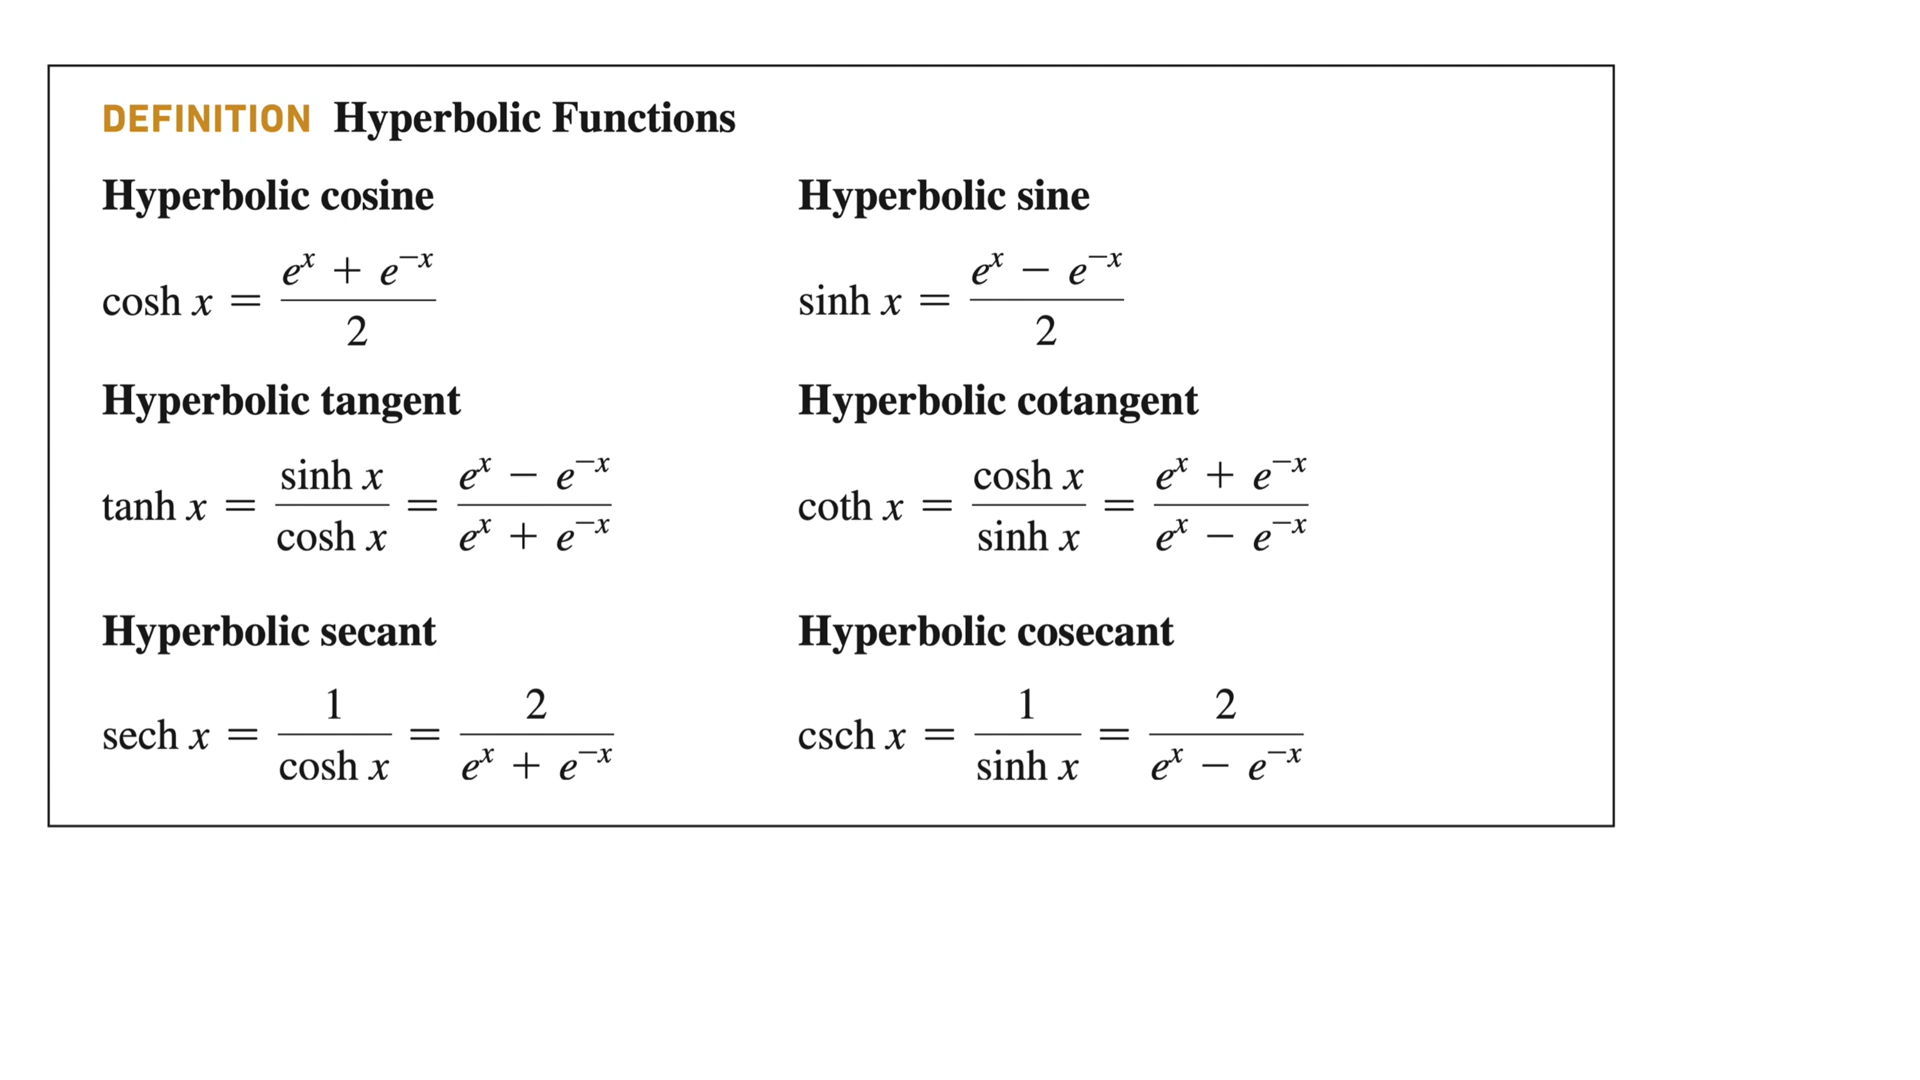 DEFINITION Hyperbolic Functions
Hyperbolic cosine
cosh x = (e^x + e^−x) / 2
Hyperbolic sine
sinh x = (e^x − e^−x) / 2
Hyperbolic tangent
tanh x = sinh x / cosh x = (e^x − e^−x) / (e^x + e^−x)
Hyperbolic cotangent
coth x = cosh x / sinh x = (e^x + e^−x) / (e^x − e^−x)
Hyperbolic secant
sech x = 1 / cosh x = 2 / (e^x + e^−x)
Hyperbolic cosecant
csch x = 1 / sinh x = 2 / (e^x − e^−x)